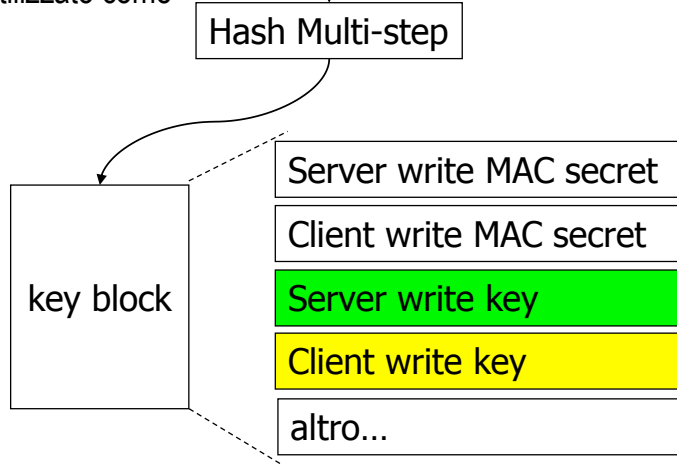 come
Hash Multi-step
Server write MAC secret
Client write MAC secret
key block
Server write key
Client write key
altro...